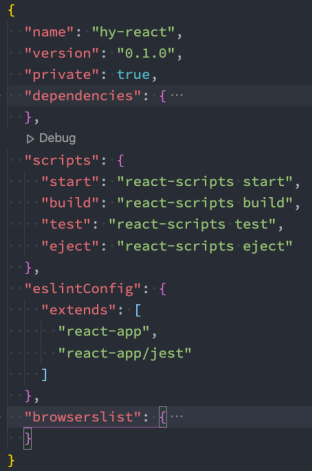 {
"name": "hy-react",
"version": "0.1.0",
"private": true,
"dependencies": {···
},
Debug
"scripts": {
"start": "react-scripts start",
"build": "react-scripts build",
"test": "react-scripts test",
"eject": "react-scripts eject"
},
"eslintConfig": {
"extends": [
"react-app",
"react-app/jest"
]
},
"browserslist": {···
}
}